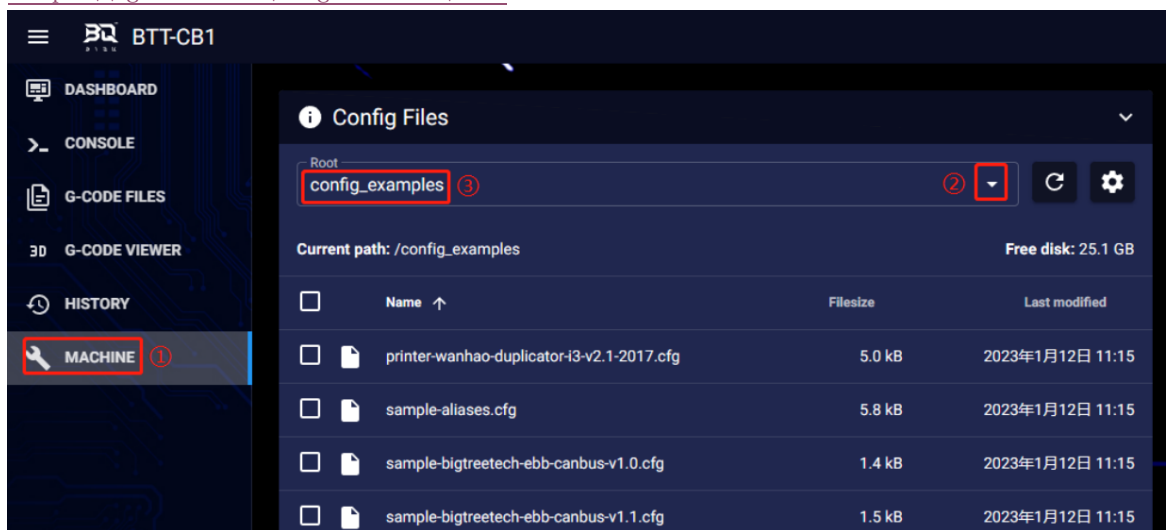 BTT-CB1
DASHBOARD
CONSOLE
G-CODE FILES
3D G-CODE VIEWER
HISTORY
MACHINE ①
Config Files
Root
config_examples ③ ②
Current path: /config_examples Free disk: 25.1 GB
Name ↑ Filesize Last modified
printer-wanhao-duplicator-i3-v2.1-2017.cfg 5.0 kB 2023年1月12日 11:15
sample-aliases.cfg 5.8 kB 2023年1月12日 11:15
sample-bigtreetech-ebb-canbus-v1.0.cfg 1.4 kB 2023年1月12日 11:15
sample-bigtreetech-ebb-canbus-v1.1.cfg 1.5 kB 2023年1月12日 11:15